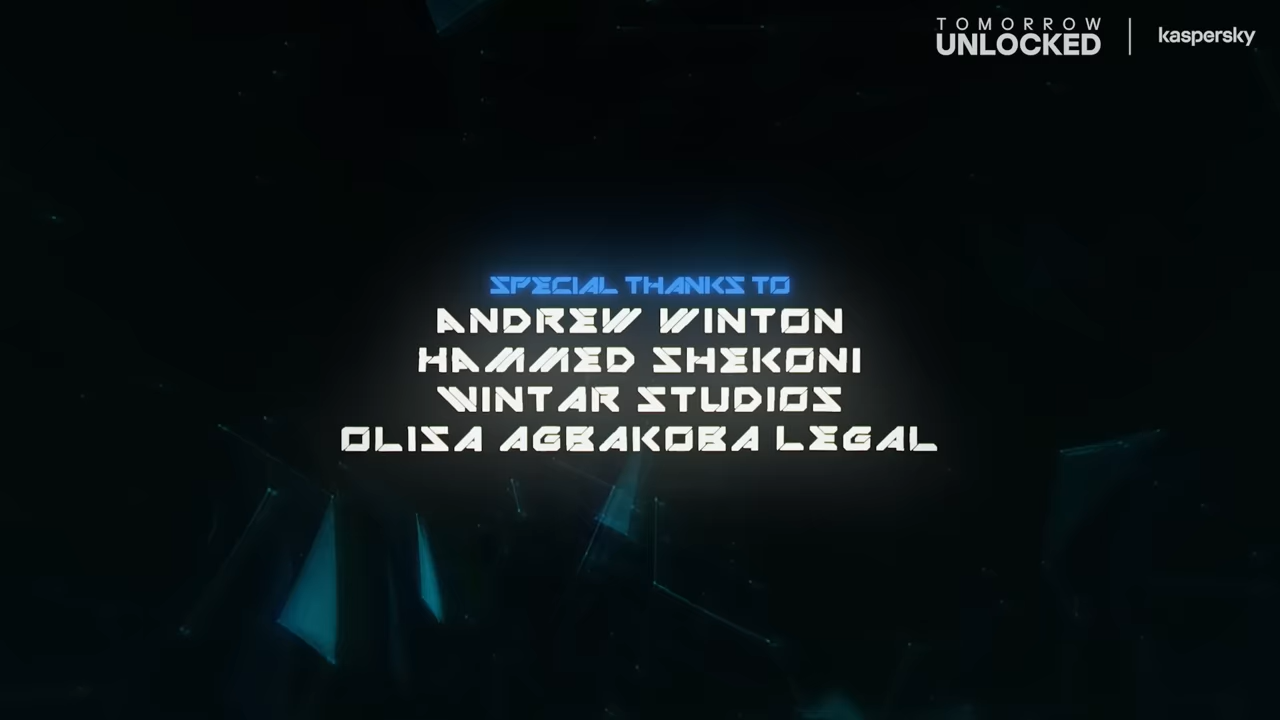 TOMORROW
UNLOCKED
kaspersky
SPECIAL THANKS TO
ANDREW WINTON
HAMMED SHEKONI
WINTAR STUDIOS
OLISA AGBAKOBA LEGAL